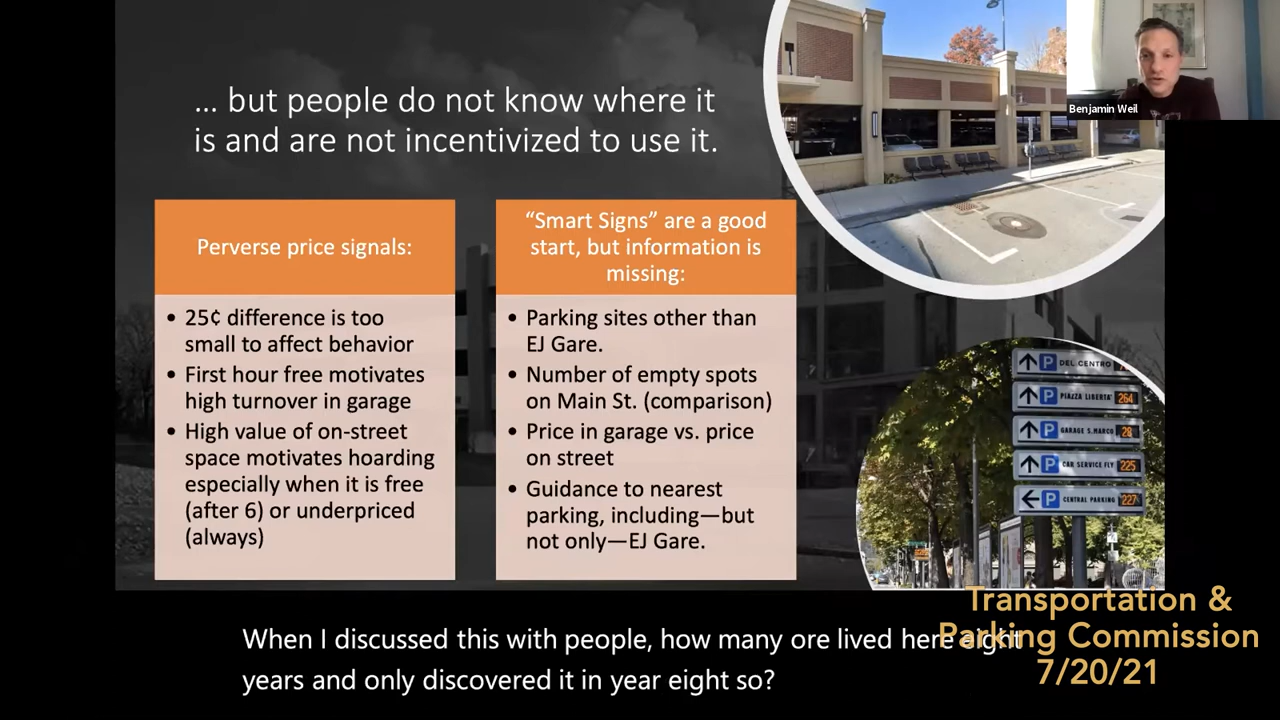 ... but people do not know where it
is and are not incentivized to use it.
Perverse price signals:
• 25¢ difference is too
small to affect behavior
• First hour free motivates
high turnover in garage
• High value of on-street
space motivates hoarding
especially when it is free
(after 6) or underpriced
(always)
“Smart Signs” are a good
start, but information is
missing:
• Parking sites other than
EJ Gare.
• Number of empty spots
on Main St. (comparison)
• Price in garage vs. price
on street
• Guidance to nearest
parking, including—but
not only—EJ Gare.
Benjamin Weil
P DEL CENTRO
P PIAZZA LIBERTA' 264
P GARAGE S.MARCO 28
P CAR SERVICE FLY 225
P CENTRAL PARKING 227
When I discussed this with people, how many ore lived here eight
years and only discovered it in year eight so?
Transportation &
Parking Commission
7/20/21